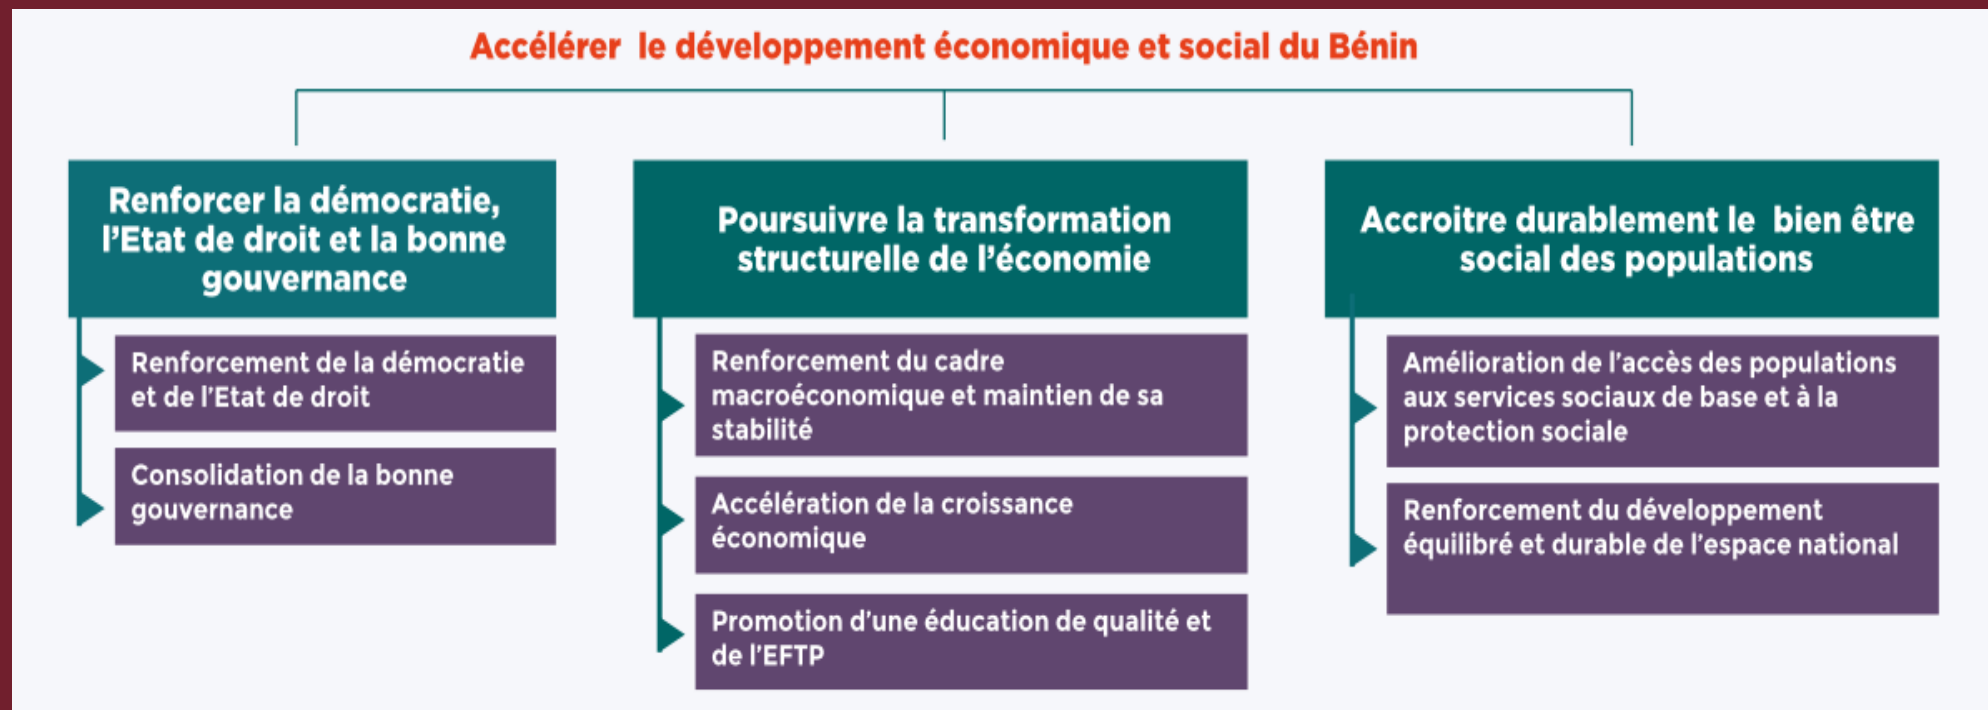 Accélérer le développement économique et social du Bénin
Renforcer la démocratie,
l’Etat de droit et la bonne
gouvernance
Renforcement de la démocratie
et de l’Etat de droit
Consolidation de la bonne
gouvernance
Poursuivre la transformation
structurelle de l’économie
Renforcement du cadre
macroéconomique et maintien de sa
stabilité
Accélération de la croissance
économique
Promotion d’une éducation de qualité et
de l’EFTP
Accroitre durablement le bien être
social des populations
Amélioration de l’accès des populations
aux services sociaux de base et à la
protection sociale
Renforcement du développement
équilibré et durable de l’espace national